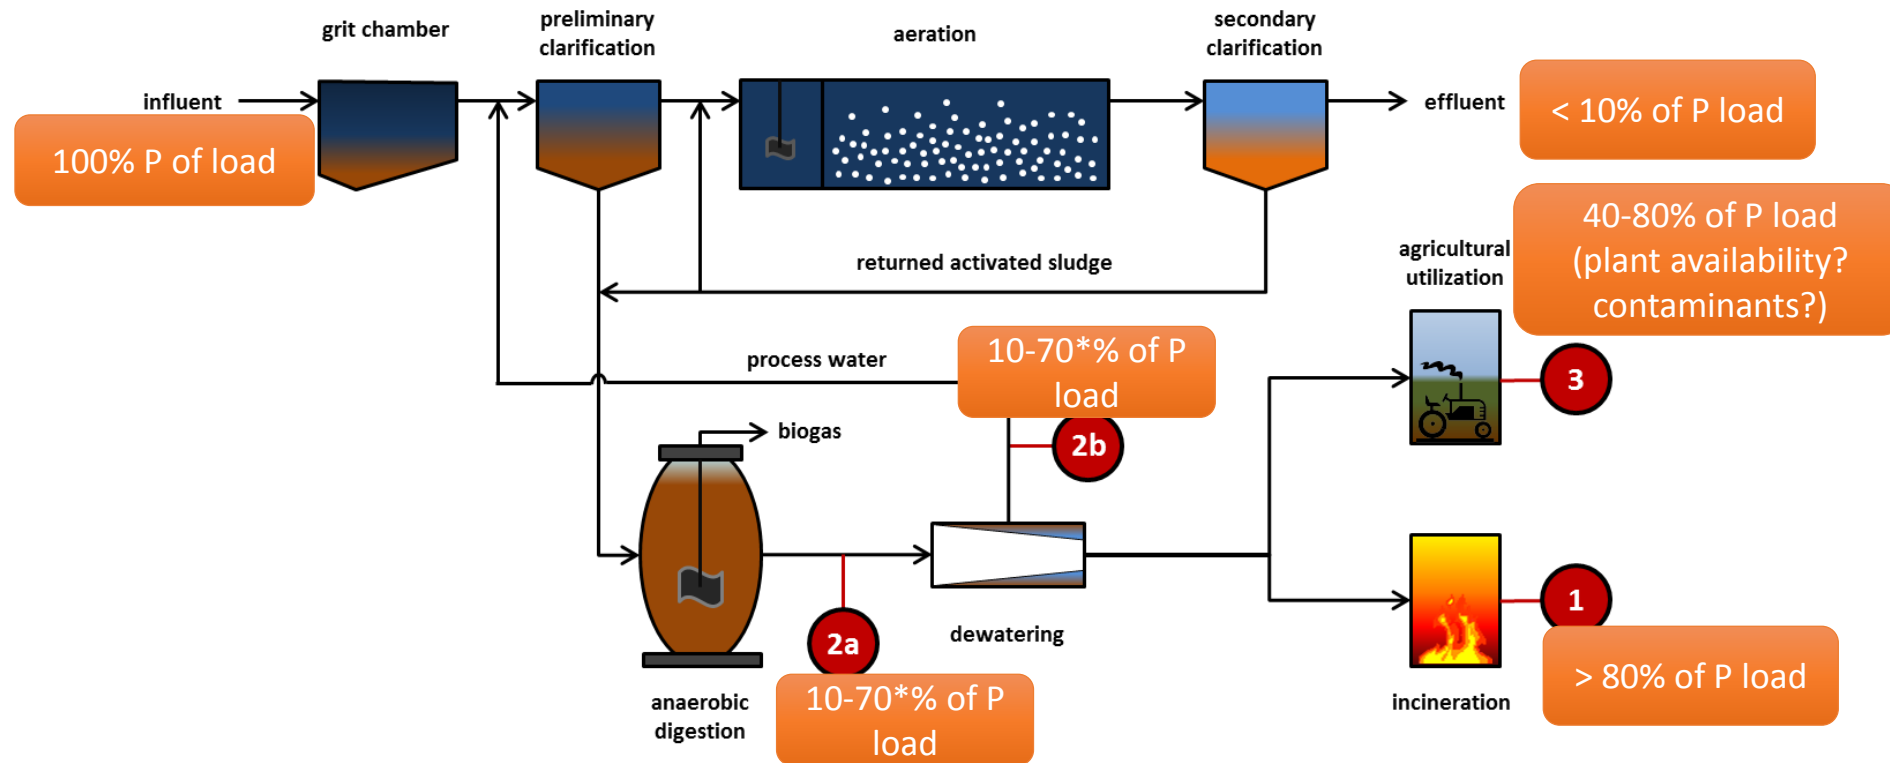 grit chamber
preliminary
clarification
aeration
secondary
clarification
influent
effluent
100% P of load
< 10% of P load
returned activated sludge
agricultural
utilization
40-80% of P load
(plant availability?
contaminants?)
process water
10-70*% of P
load
3
biogas
2b
2a
dewatering
1
anaerobic
digestion
10-70*% of P
load
incineration
> 80% of P load